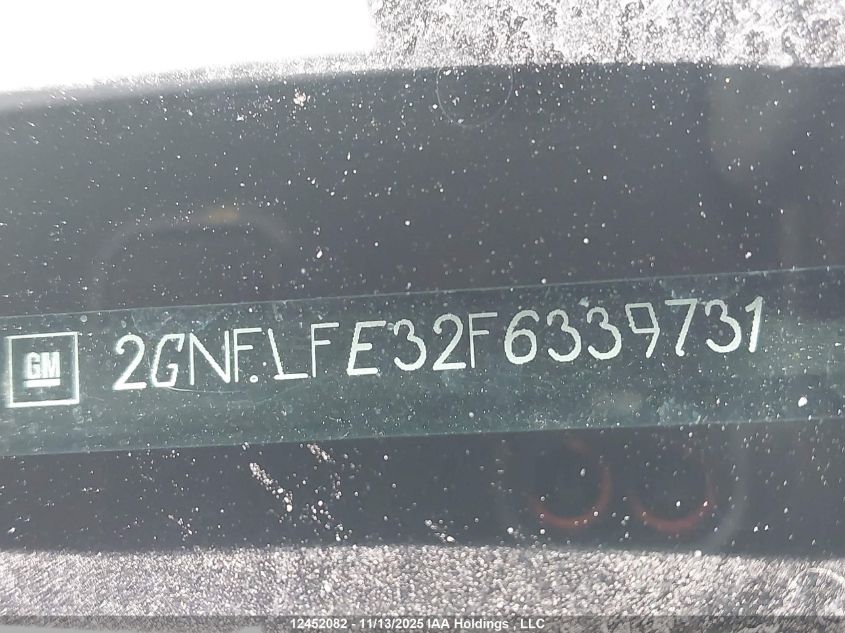 GM 2GNFLFE32F6339731
12452082 - 11/13/2025 IAA Holdings, LLC